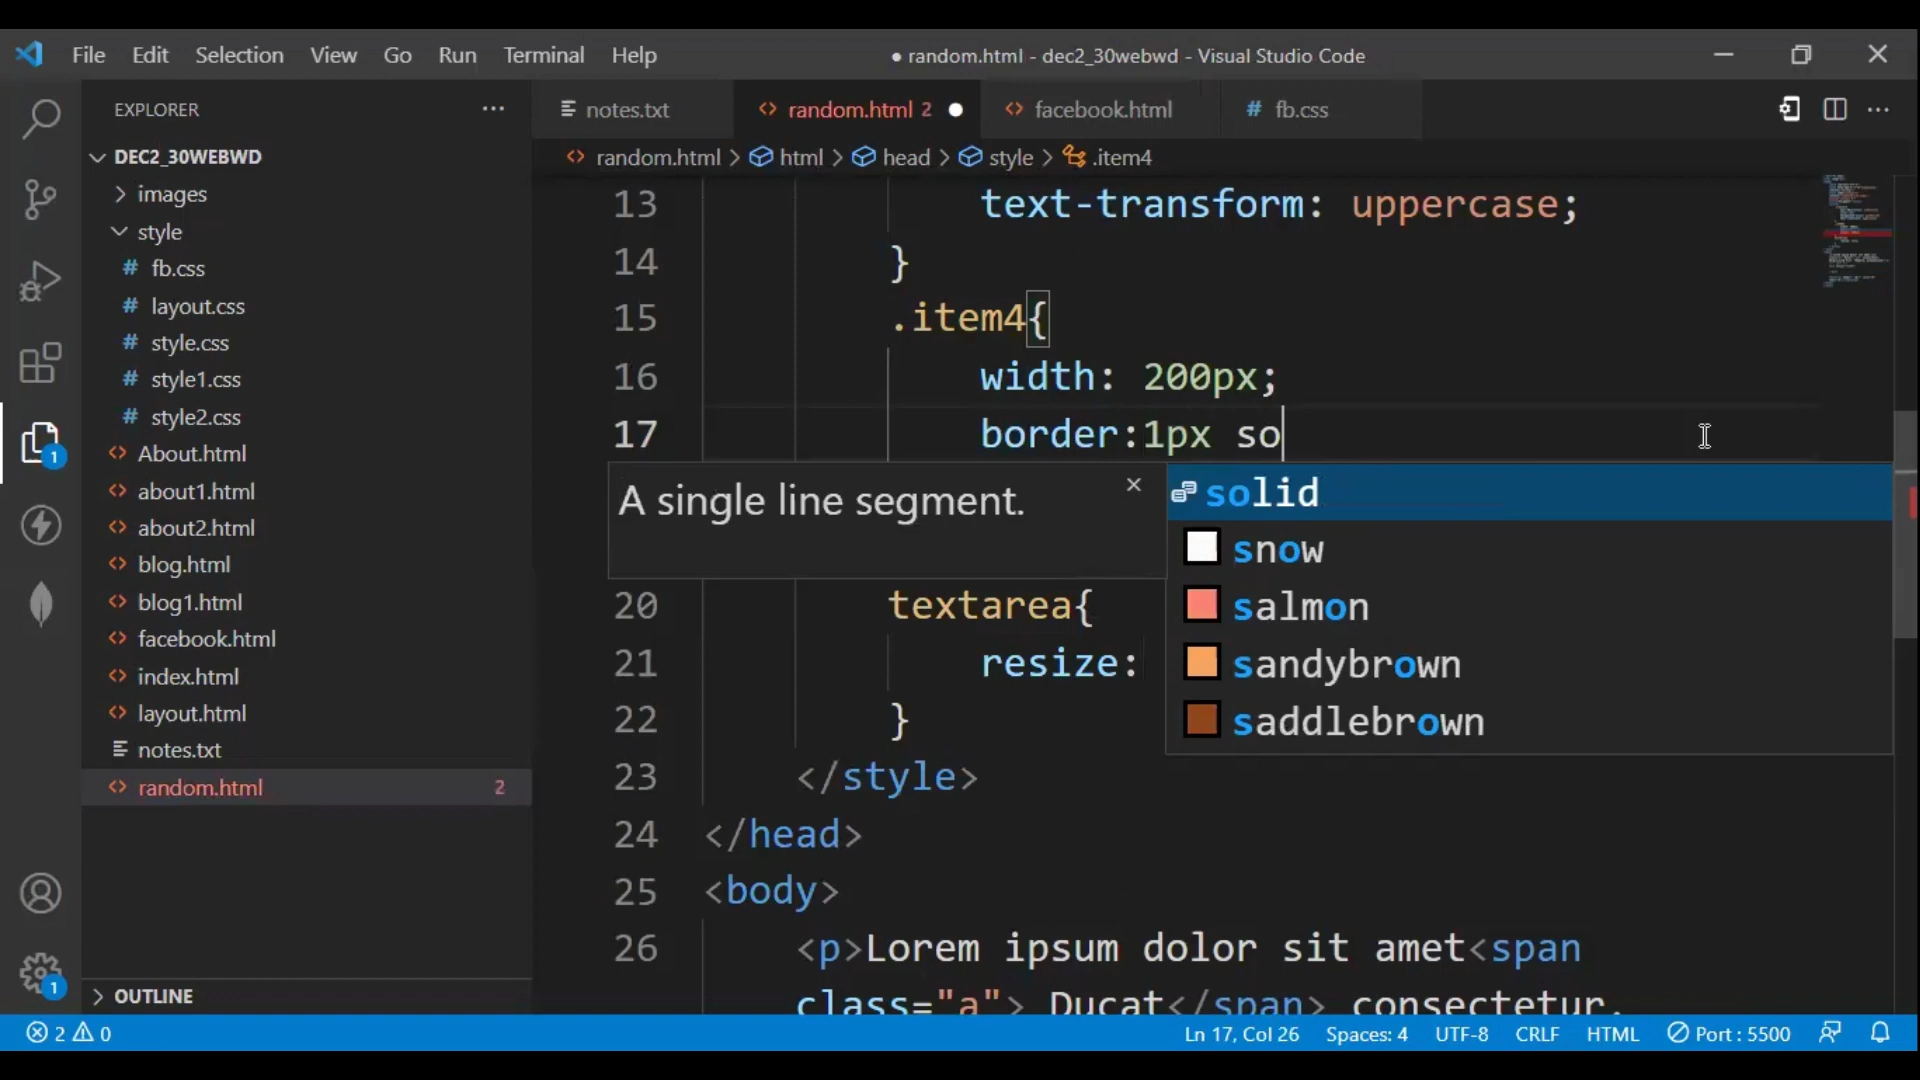 File Edit Selection View Go Run Terminal Help
● random.html - dec2_30webwd - Visual Studio Code
EXPLORER
DEC2_30WEBWD
images
style
fb.css
layout.css
style.css
style1.css
style2.css
About.html
about1.html
about2.html
blog.html
blog1.html
facebook.html
index.html
layout.html
notes.txt
random.html 2
OUTLINE
1
1
notes.txt random.html 2 facebook.html fb.css
random.html > html > head > style > .item4
13 text-transform: uppercase;
14 }
15 .item4{
16 width: 200px;
17 border:1px so
A single line segment.
solid
snow
salmon
sandybrown
saddlebrown
20 textarea{
21 resize:
22 }
23 </style>
24 </head>
25 <body>
26 <p>Lorem ipsum dolor sit amet<span
class="a"> Ducat</span> consectetur.
2 0 Ln 17, Col 26 Spaces: 4 UTF-8 CRLF HTML Port : 5500